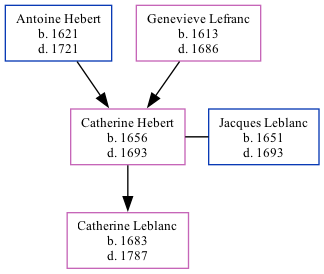 Antoine Hebert
b. 1621
d. 1721
Genevieve Lefranc
b. 1613
d. 1686
Catherine Hebert
b. 1656
d. 1693
Jacques Leblanc
b. 1651
d. 1693
Catherine Leblanc
b. 1683
d. 1787